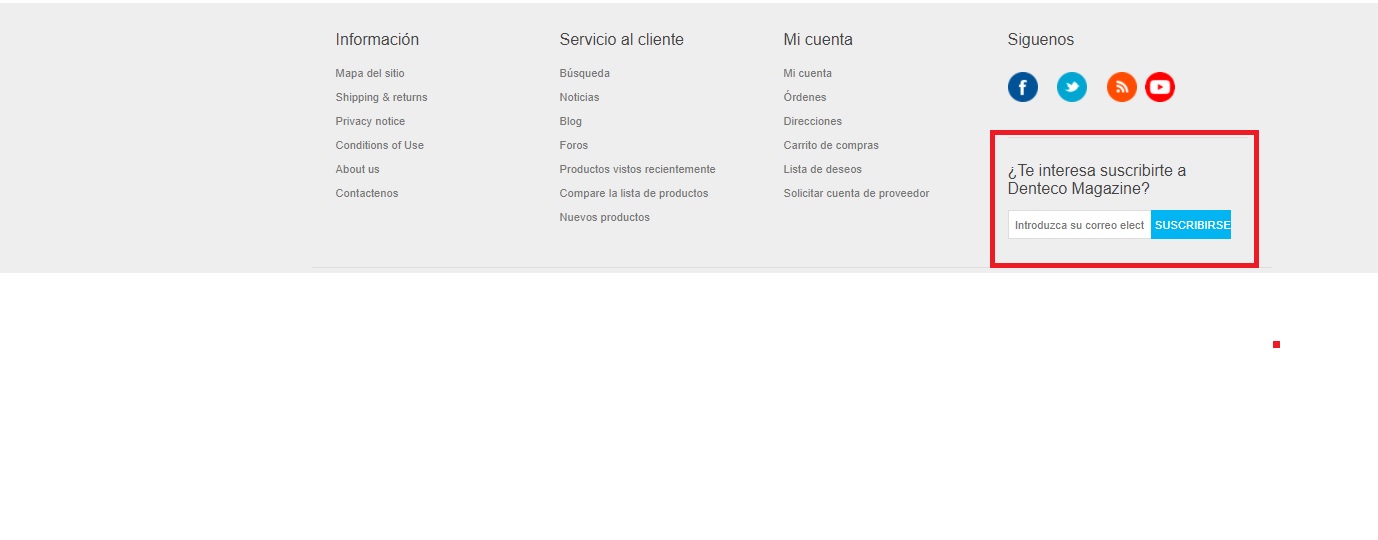 Información
Mapa del sitio
Shipping & returns
Privacy notice
Conditions of Use
About us
Contactenos
Servicio al cliente
Búsqueda
Noticias
Blog
Foros
Productos vistos recientemente
Compare la lista de productos
Nuevos productos
Mi cuenta
Mi cuenta
Órdenes
Direcciones
Carrito de compras
Lista de deseos
Solicitar cuenta de proveedor
Siguenos
¿Te interesa suscribirte a
Denteco Magazine?
Introduzca su correo elect SUSCRIBIRSE